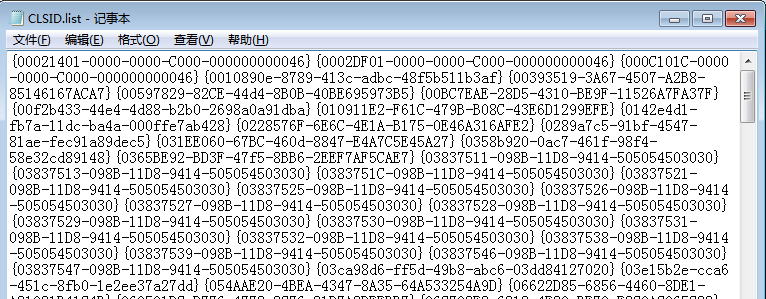 CLSID.list - 记事本
文件(F) 编辑(E) 格式(O) 查看(V) 帮助(H)
{00021401-0000-0000-C000-000000000046} {0002DF01-0000-0000-C000-000000000046} {000C101C-0000-
0000-C000-000000000046} {0010890e-8789-413c-adbc-48f5b511b3af} {00393519-3A67-4507-A2B8-
85146167ACA7} {00597829-82CE-44d4-8B0B-40BE695973B5} {00BC7EAE-28D5-4310-BE9F-11526A7FA37F}
{00f2b433-44e4-4d88-b2b0-2698a0a91dba} {010911E2-F61C-479B-B08C-43E6D1299EFE} {0142e4d1-
fb7a-11dc-ba4a-000ffe7ab428} {0228576F-6E6C-4E1A-B175-0E46A316AFE2} {0289a7c5-91bf-4547-
81ae-fec91a89dec5} {031EE060-67BC-460d-8847-E4A7C5E45A27} {0358b920-0ac7-461f-98f4-
58e32cd89148} {0365BE92-BD3F-47f5-8BB6-2EEF7AF5CAE7} {03837511-098B-11D8-9414-505054503030}
{03837513-098B-11D8-9414-505054503030} {0383751C-098B-11D8-9414-505054503030} {03837521-
098B-11D8-9414-505054503030} {03837525-098B-11D8-9414-505054503030} {03837526-098B-11D8-9414
-505054503030} {03837527-098B-11D8-9414-505054503030} {03837528-098B-11D8-9414-505054503030}
{03837529-098B-11D8-9414-505054503030} {03837530-098B-11D8-9414-505054503030} {03837531-
098B-11D8-9414-505054503030} {03837532-098B-11D8-9414-505054503030} {03837538-098B-11D8-9414
-505054503030} {03837539-098B-11D8-9414-505054503030} {03837546-098B-11D8-9414-505054503030}
{03837547-098B-11D8-9414-505054503030} {03ca98d6-ff5d-49b8-abc6-03dd84127020} {03e15b2e-cca6
-451c-8fb0-1e2ee37a27dd} {054AAE20-4BEA-4347-8A35-64A533254A9D} {06622D85-6856-4460-8DE1-